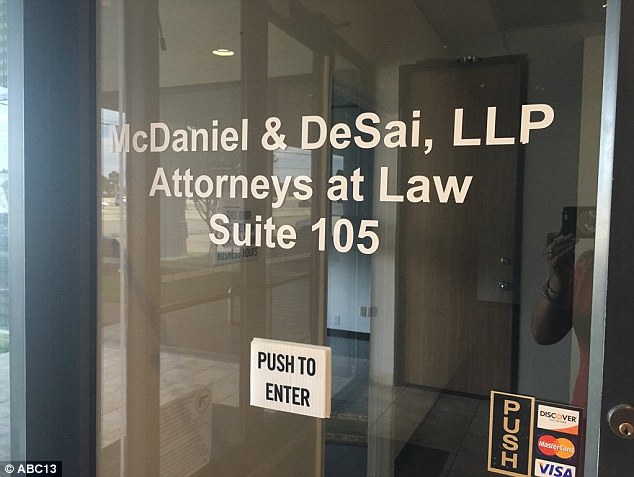 McDaniel & DeSai, LLP
Attorneys at Law
Suite 105
PUSH TO
ENTER
PUSH
DISCOVER
MasterCard
VISA
© ABC13